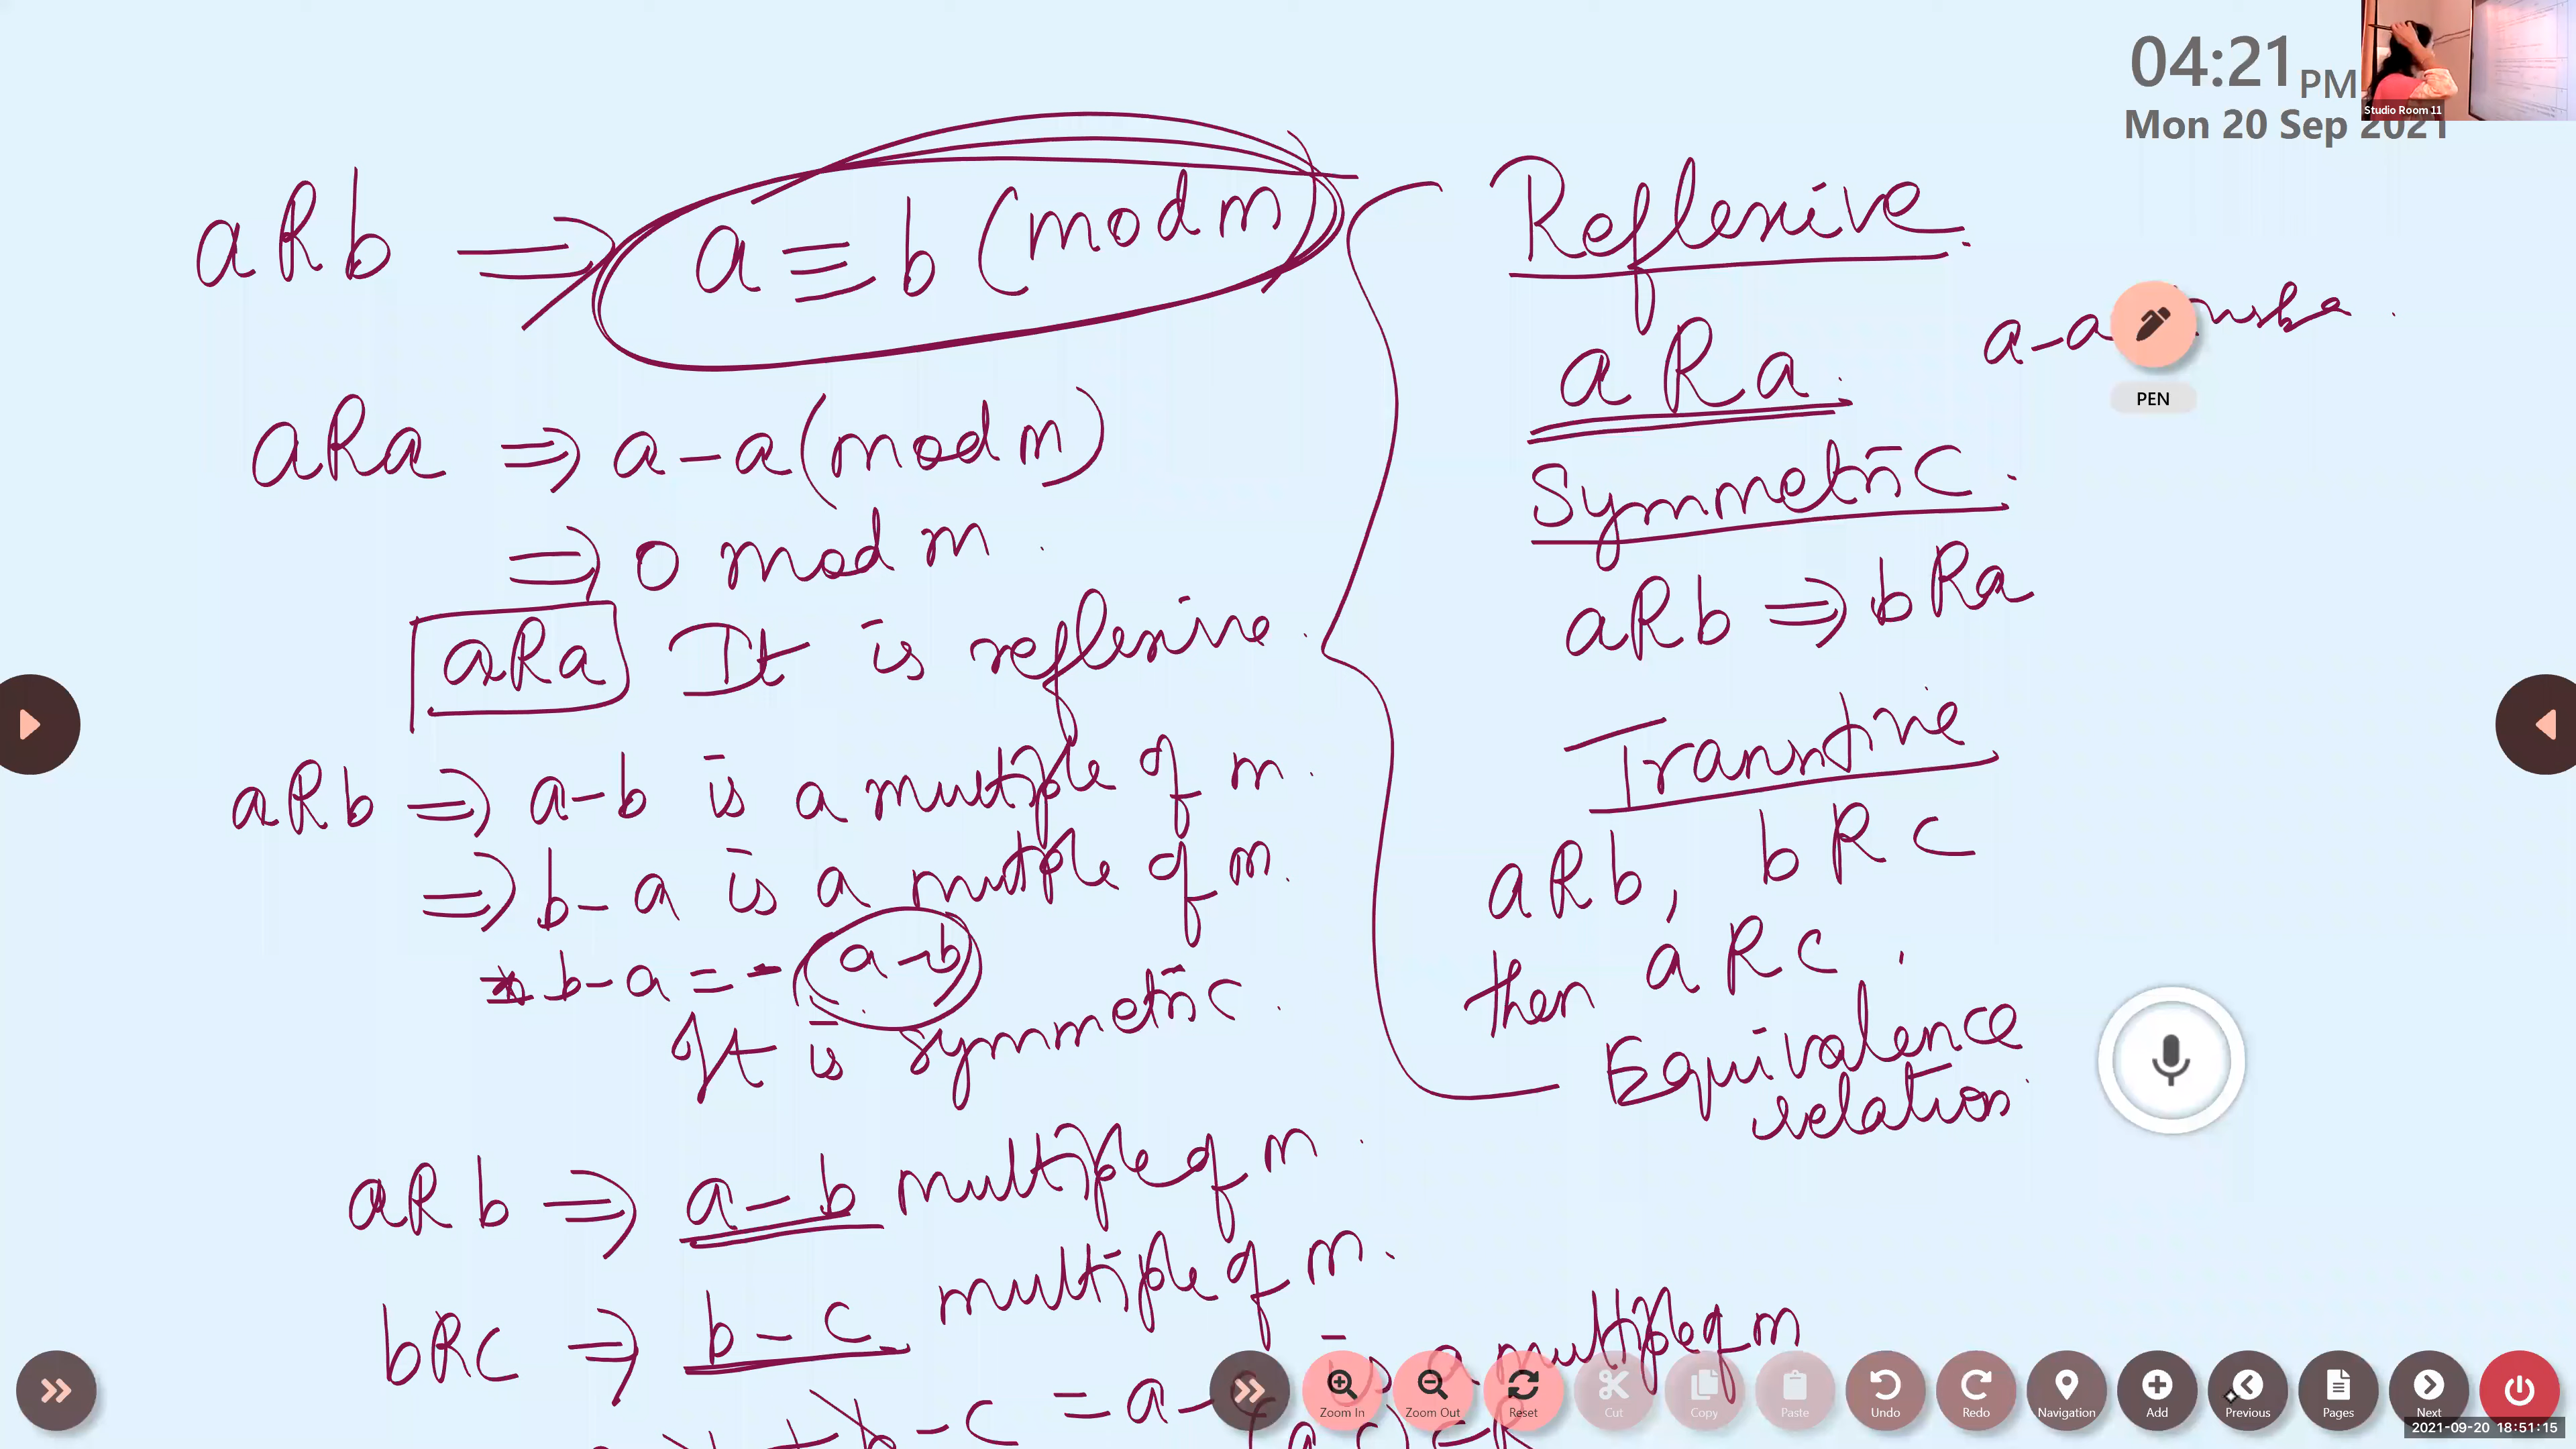 04:21 PM
Mon 20 Sep 2021
Studio Room 11
aRb ⇒ a ≡ b (mod m)
aRa ⇒ a-a (mod m)
⇒ 0 mod m.
aRa It is reflexive.
aRb ⇒ a-b is a multiple of m.
⇒ b-a is a multiple of m.
* b-a = - (a-b)
It is symmetric.
aRb ⇒ a-b multiple of m.
bRc ⇒ b-c multiple of m.
b-c = a-
is a multiple of m
Reflexive.
a-a
aRa.
Symmetric.
aRb ⇒ bRa
Transitive
aRb, bRc
then aRc.
Equivalence
relation
PEN
Zoom In
Zoom Out
Reset
Cut
Copy
Paste
Undo
Redo
Navigation
Add
Previous
Pages
Next
2021-09-20 18:51:15